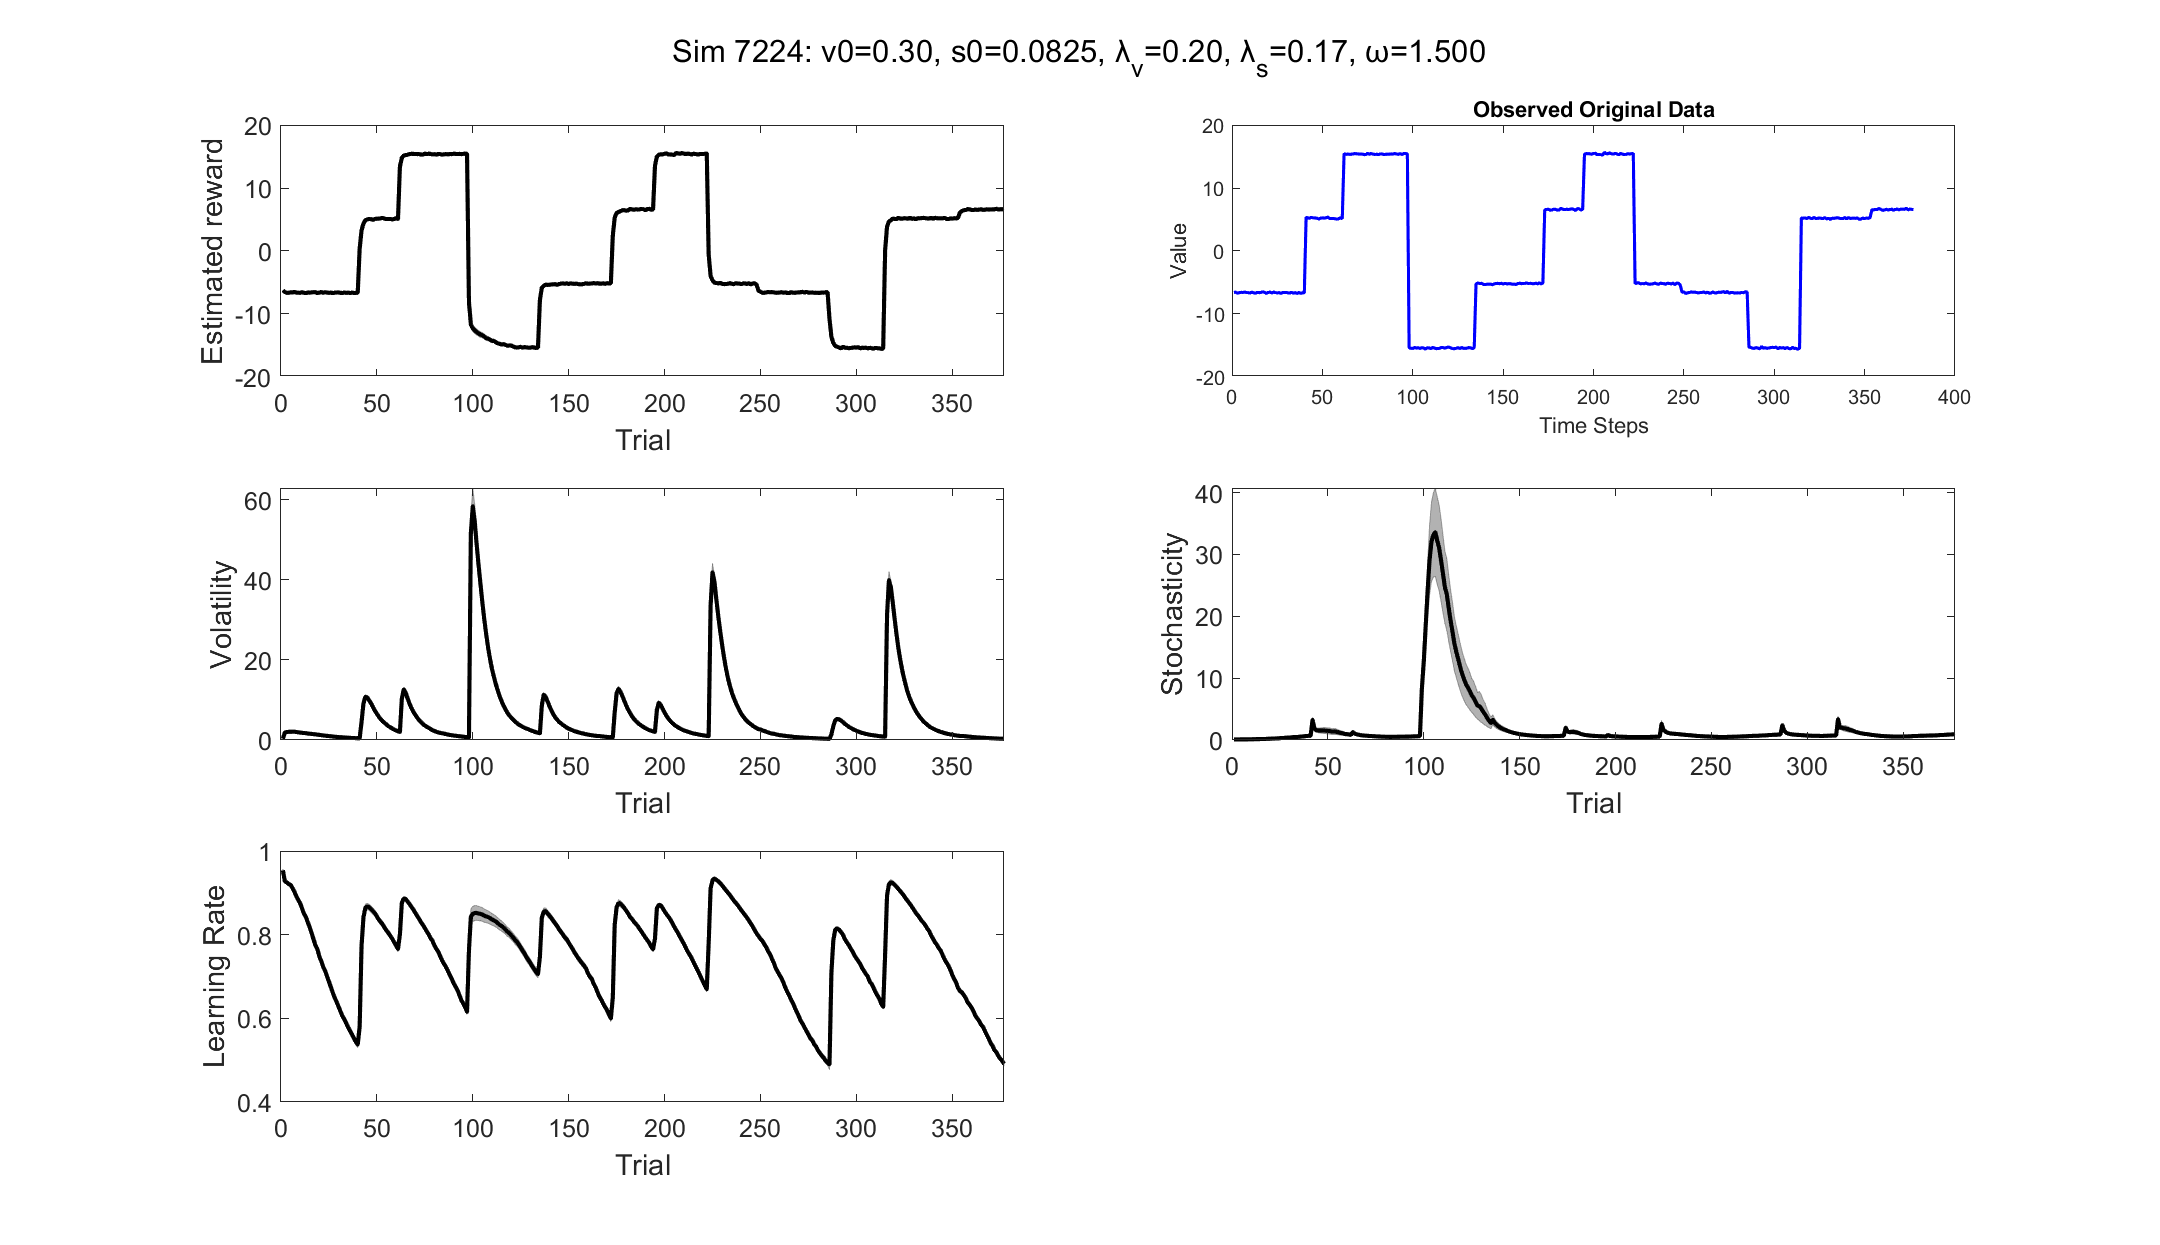 Sim 7224: v0=0.30, s0=0.0825, λv=0.20, λs=0.17, ω=1.500
Estimated reward
20
10
0
-10
-20
0 50 100 150 200 250 300 350
Trial
Observed Original Data
Value
20
10
0
-10
-20
0 50 100 150 200 250 300 350 400
Time Steps
Volatility
60
40
20
0
0 50 100 150 200 250 300 350
Trial
Stochasticity
40
30
20
10
0
0 50 100 150 200 250 300 350
Trial
Learning Rate
1
0.8
0.6
0.4
0 50 100 150 200 250 300 350
Trial